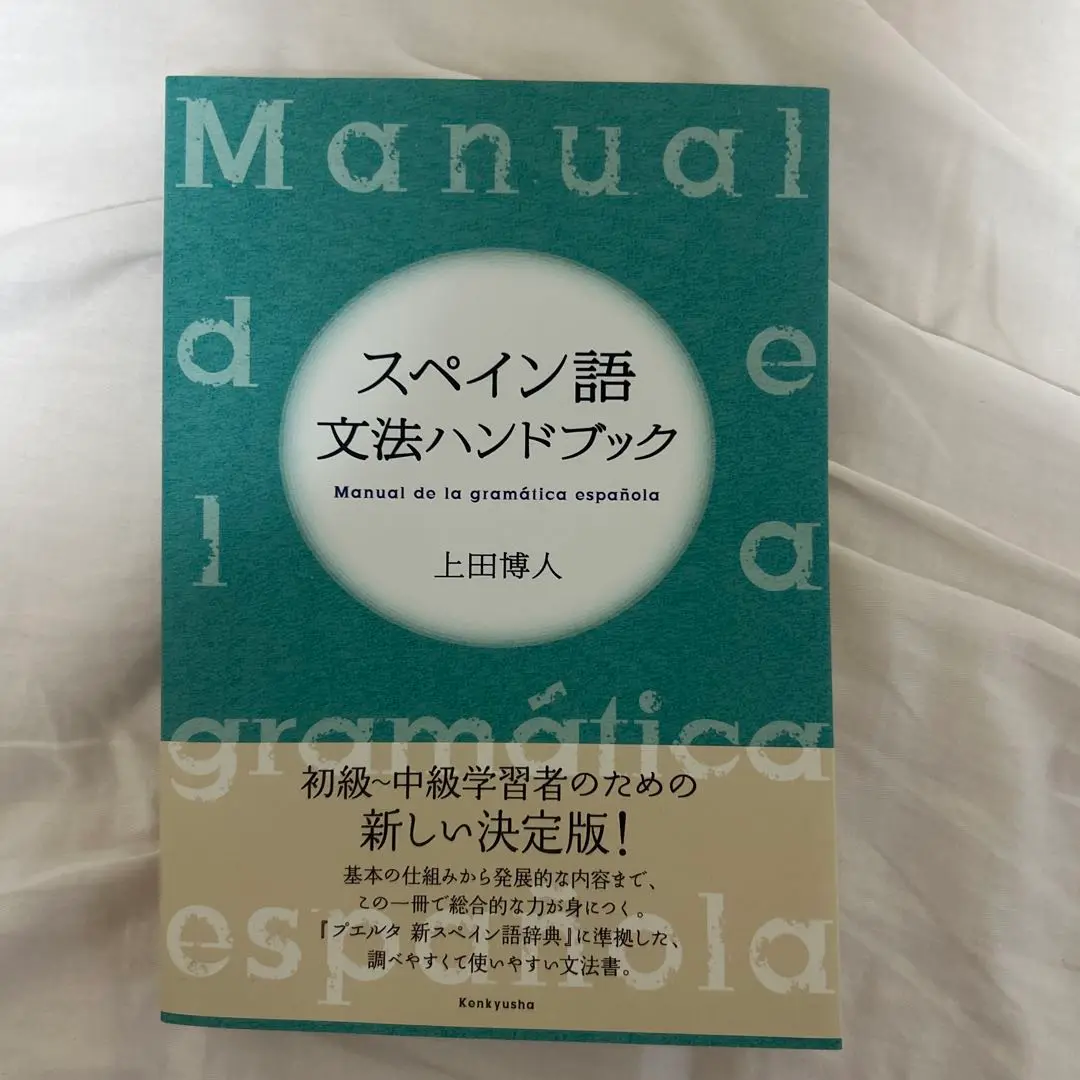 Manual
de
la
スペイン語
文法ハンドブック
Manual de la gramática española
上田博人
gramática
española
初級~中級学習者のための
新しい決定版!
基本の仕組みから発展的な内容まで、
この一冊で総合的な力が身につく。
『プエルタ 新スペイン語辞典』に準拠した、
調べやすくて使いやすい文法書。
Kenkyusha